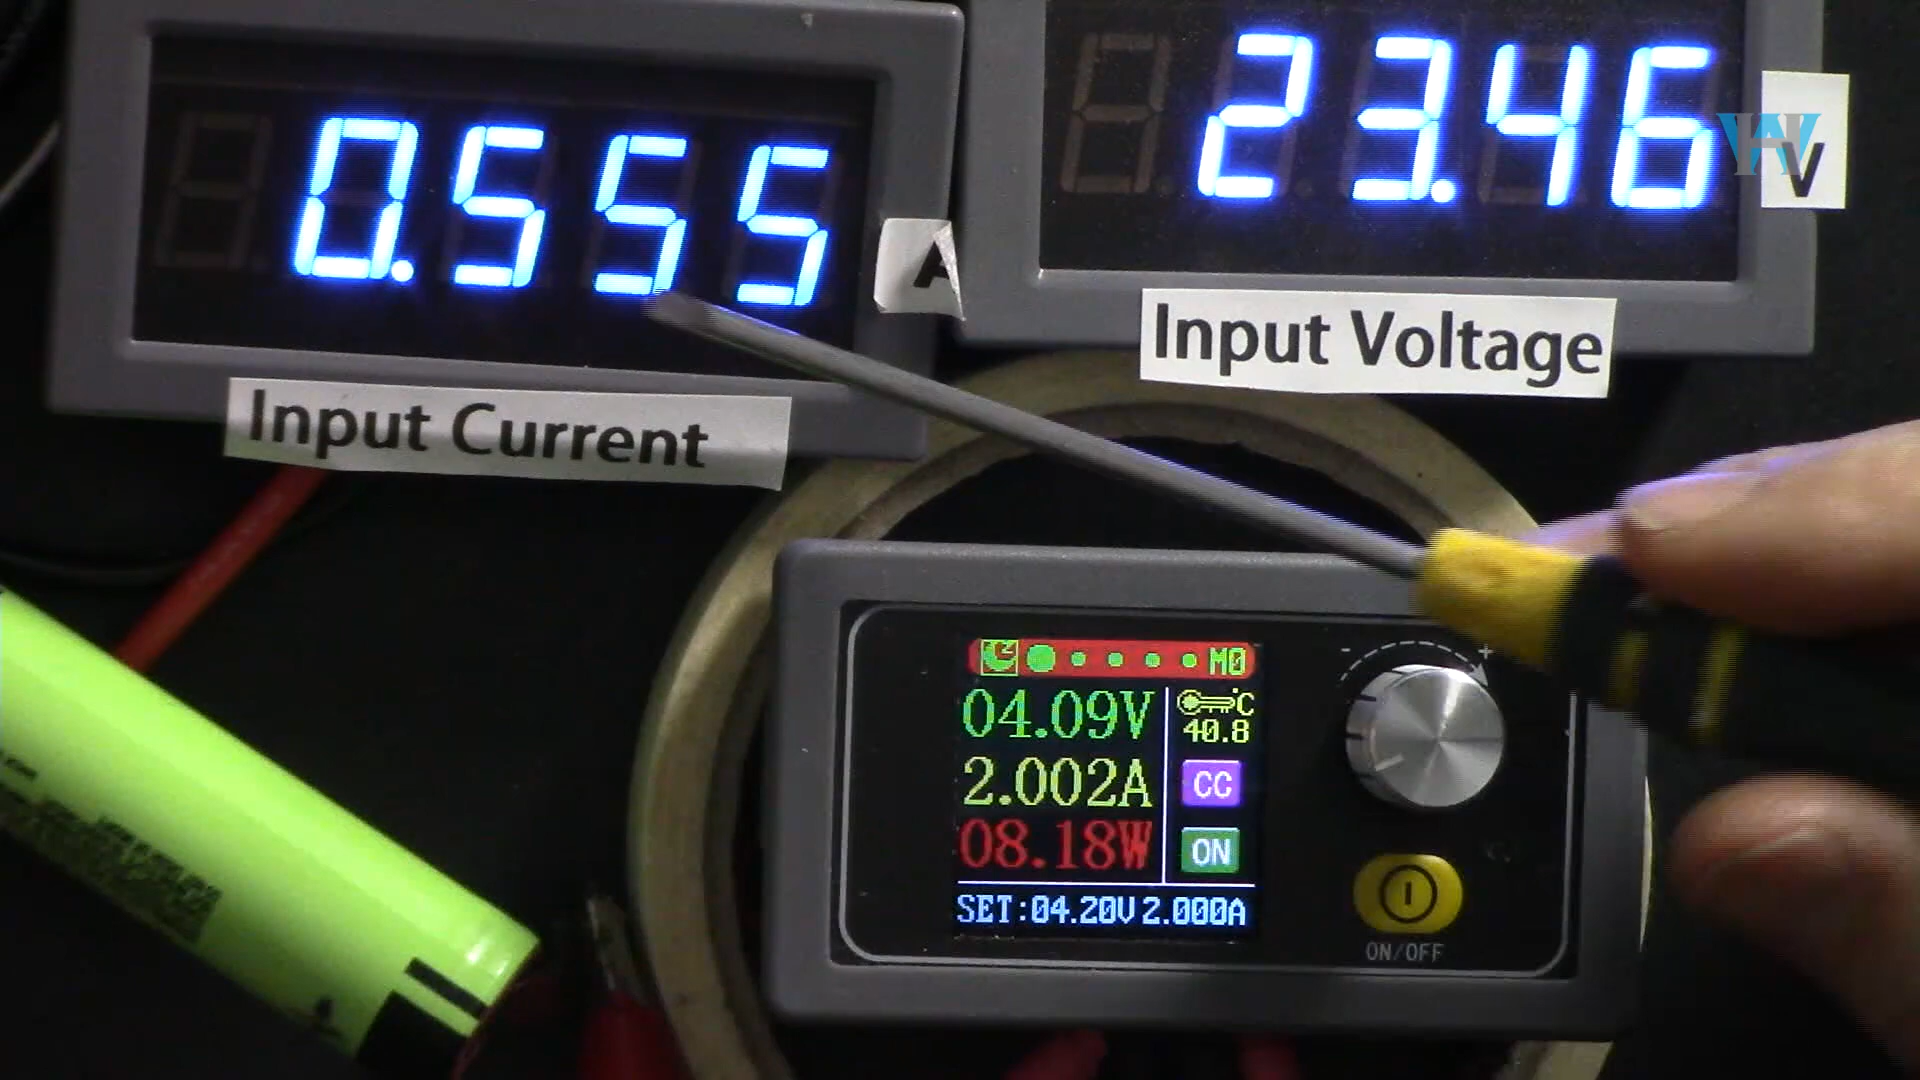 0.555
A
Input Current
23.46
V
Input Voltage
M0
04.09V
°C
40.8
2.002A
CC
08.18W
ON
SET:04.20V 2.000A
- +
ON/OFF